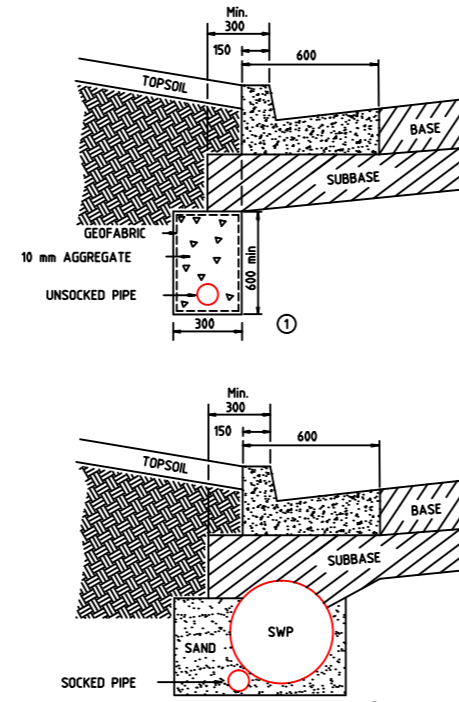 Min.
300
150
600
TOPSOIL
BASE
SUBBASE
GEOFABRIC
10 mm AGGREGATE
600 min
UNSOCKED PIPE
300
1
Min.
300
150
600
TOPSOIL
BASE
SUBBASE
SWP
SAND
SOCKED PIPE